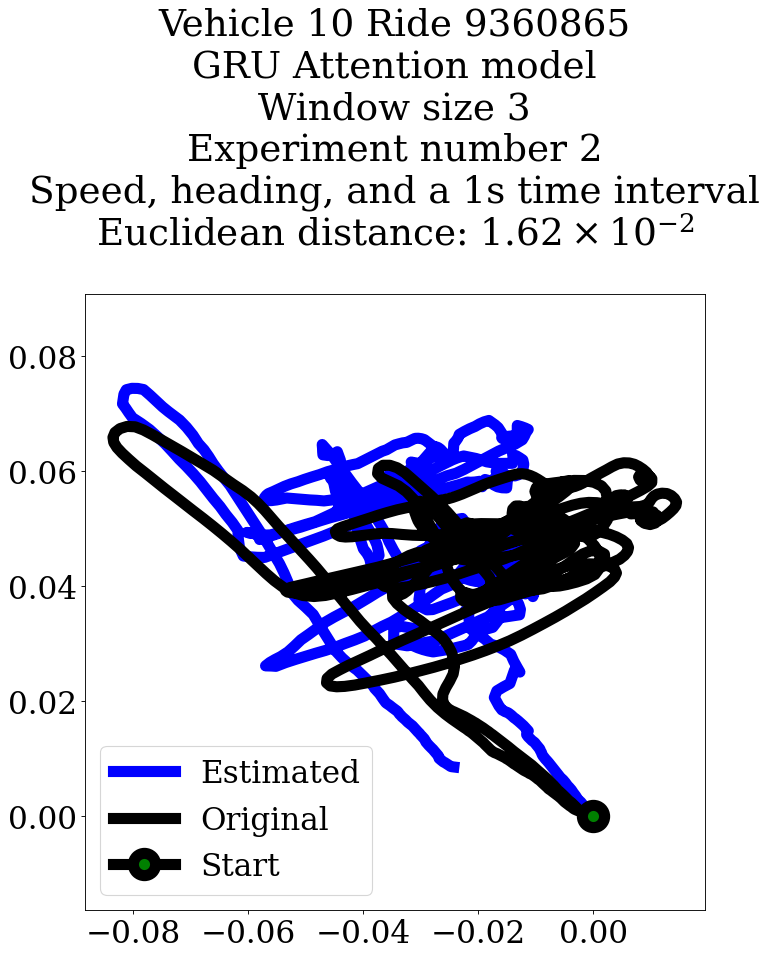 Vehicle 10 Ride 9360865
GRU Attention model
Window size 3
Experiment number 2
Speed, heading, and a 1s time interval
Euclidean distance: 1.62 × 10⁻²
0.08
0.06
0.04
0.02
0.00
Estimated
Original
Start
−0.08 −0.06 −0.04 −0.02 0.00